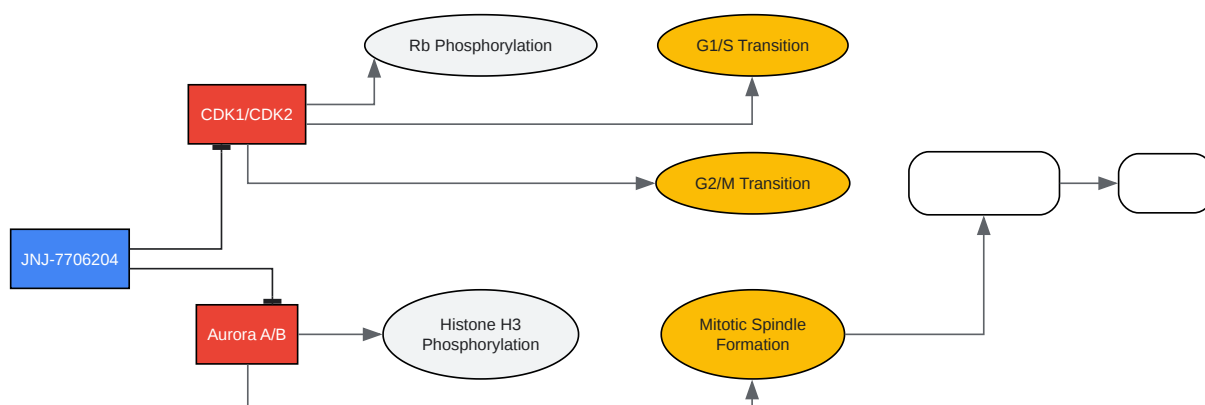 Rb Phosphorylation
G1/S Transition
CDK1/CDK2
G2/M Transition
JNJ-7706204
Aurora A/B
Histone H3
Phosphorylation
Mitotic Spindle
Formation